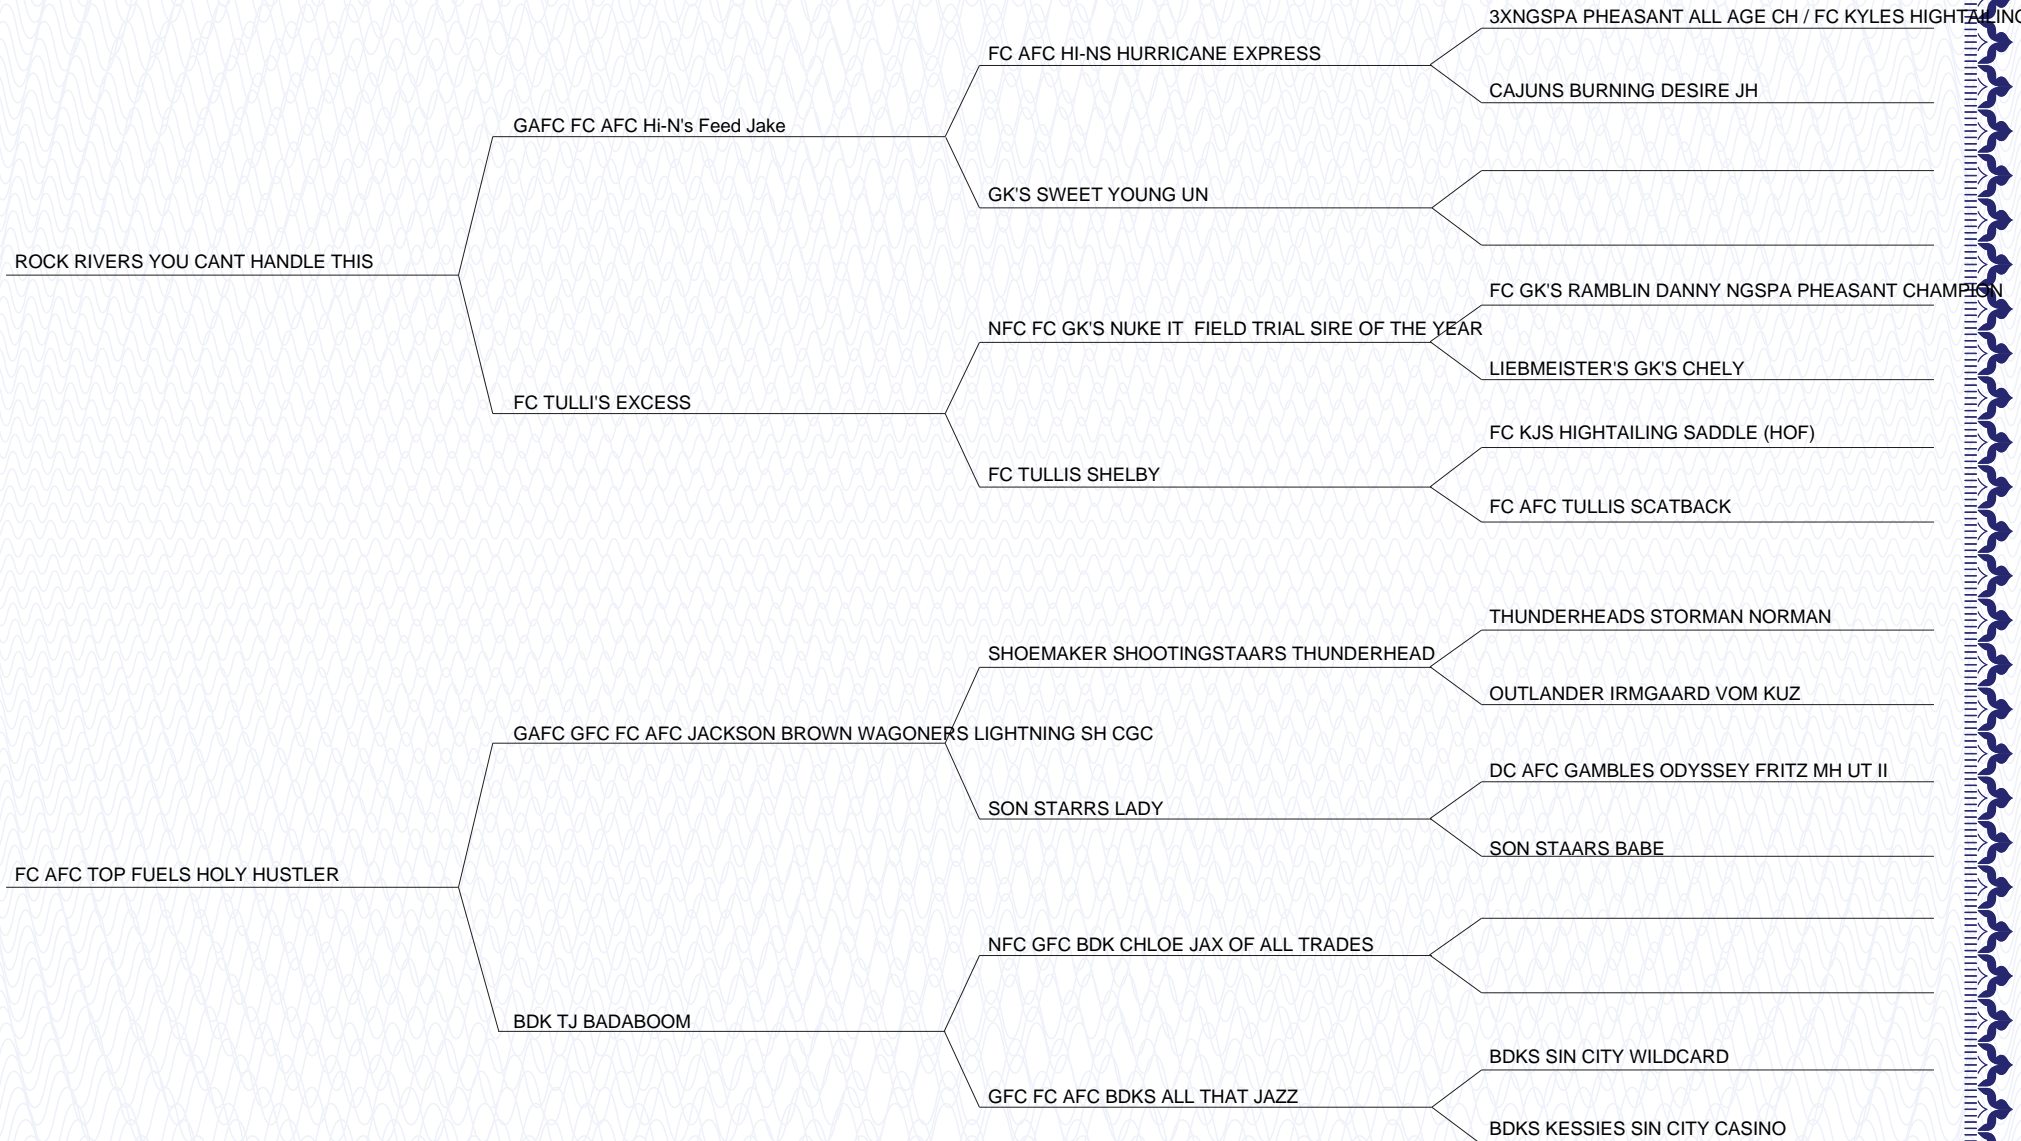 3XNGSPA PHEASANT ALL AGE CH / FC KYLES HIGHTAILING
FC AFC HI-NS HURRICANE EXPRESS
CAJUNS BURNING DESIRE JH
GAFC FC AFC Hi-N's Feed Jake
GK'S SWEET YOUNG UN
ROCK RIVERS YOU CANT HANDLE THIS
FC GK'S RAMBLIN DANNY NGSPA PHEASANT CHAMPION
NFC FC GK'S NUKE IT  FIELD TRIAL SIRE OF THE YEAR
LIEBMEISTER'S GK'S CHELY
FC TULLI'S EXCESS
FC KJS HIGHTAILING SADDLE (HOF)
FC TULLIS SHELBY
FC AFC TULLIS SCATBACK
THUNDERHEADS STORMAN NORMAN
SHOEMAKER SHOOTINGSTAARS THUNDERHEAD
OUTLANDER IRMGAARD VOM KUZ
GAFC GFC FC AFC JACKSON BROWN WAGONERS LIGHTNING SH CGC
DC AFC GAMBLES ODYSSEY FRITZ MH UT II
SON STARRS LADY
SON STAARS BABE
FC AFC TOP FUELS HOLY HUSTLER
NFC GFC BDK CHLOE JAX OF ALL TRADES
BDK TJ BADABOOM
BDKS SIN CITY WILDCARD
GFC FC AFC BDKS ALL THAT JAZZ
BDKS KESSIES SIN CITY CASINO